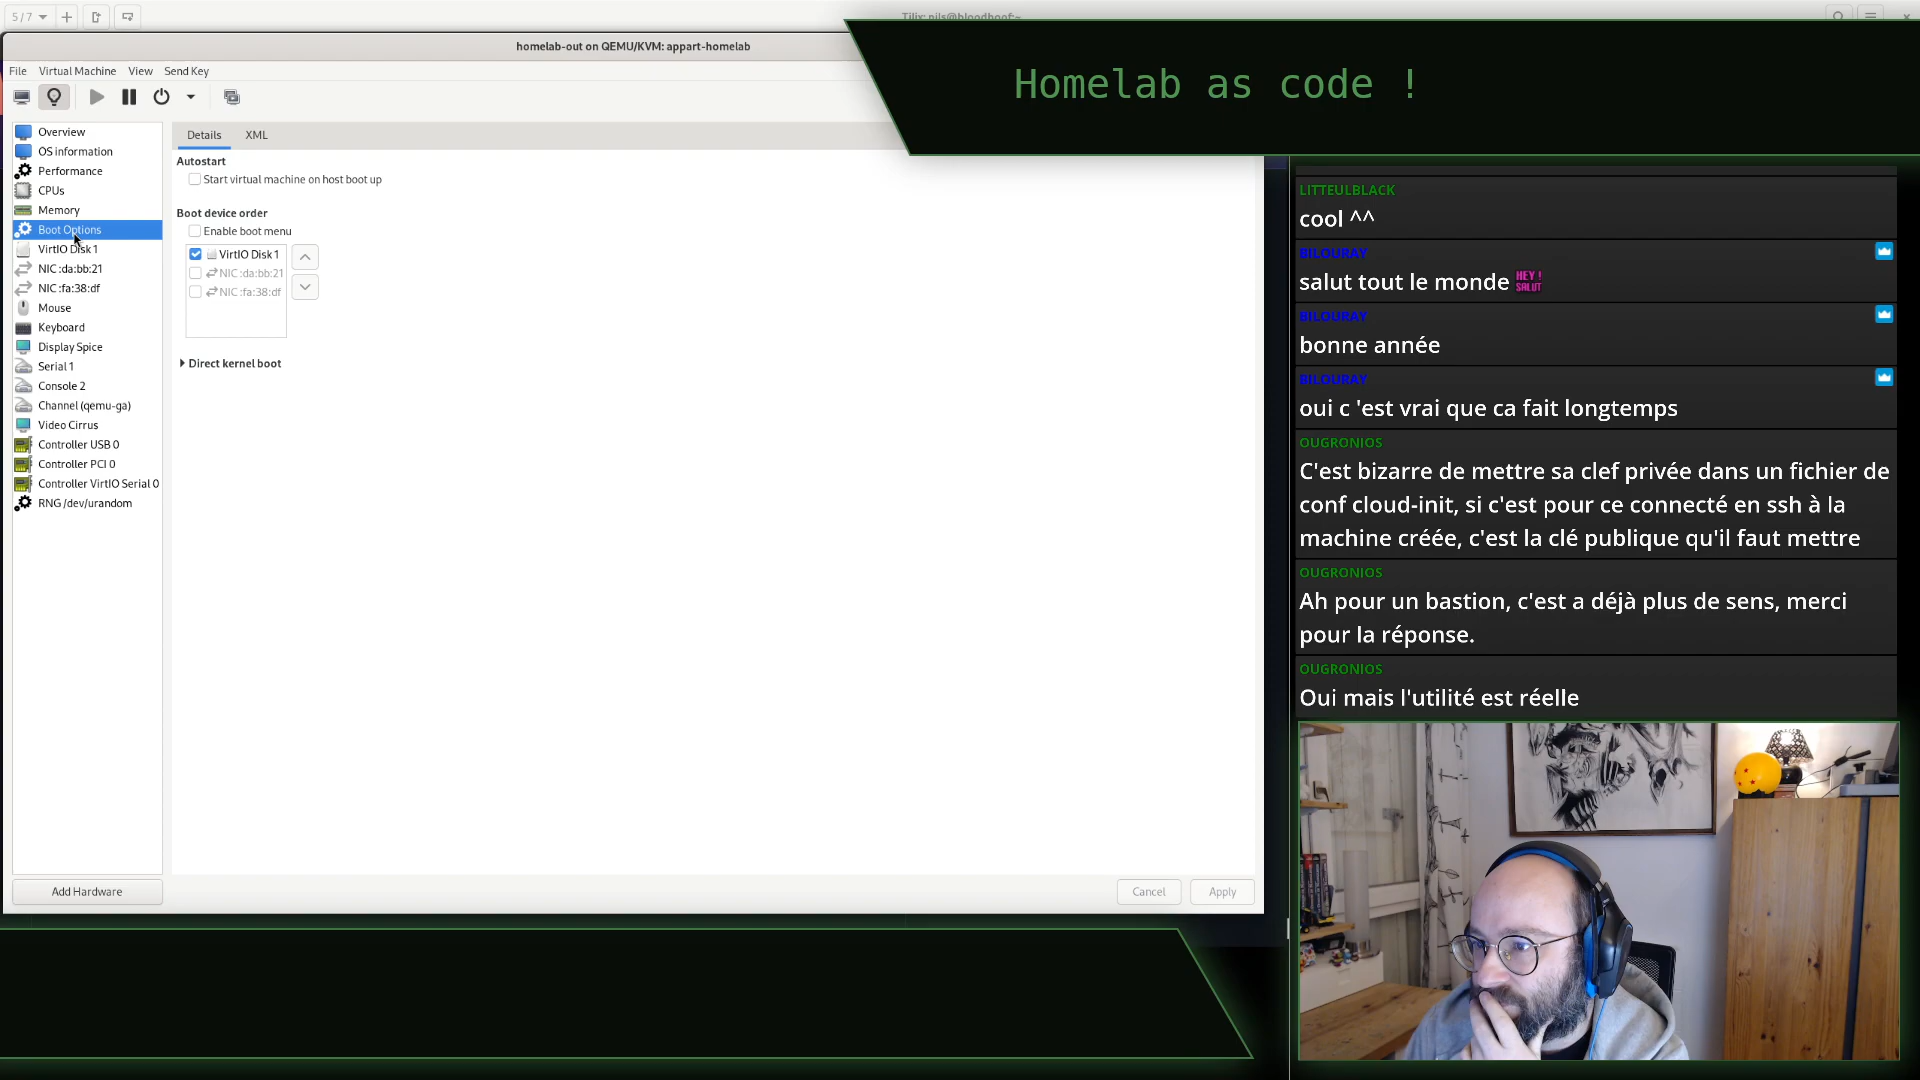 5 / 7
Tilix: nils@bloodhoof:~
homelab-out on QEMU/KVM: appart-homelab
File Virtual Machine View Send Key
Homelab as code !
Overview
OS information
Performance
CPUs
Memory
Boot Options
VirtIO Disk 1
NIC :da:bb:21
NIC :fa:38:df
Mouse
Keyboard
Display Spice
Serial 1
Console 2
Channel (qemu-ga)
Video Cirrus
Controller USB 0
Controller PCI 0
Controller VirtIO Serial 0
RNG /dev/urandom
Add Hardware
Details XML
Autostart
Start virtual machine on host boot up
Boot device order
Enable boot menu
VirtIO Disk 1
NIC :da:bb:21
NIC :fa:38:df
Direct kernel boot
Cancel Apply
LITTEULBLACK
cool ^^
BILOURAY
salut tout le monde HEY ! SALUT
BILOURAY
bonne année
BILOURAY
oui c 'est vrai que ca fait longtemps
OUGRONIOS
C'est bizarre de mettre sa clef privée dans un fichier de
conf cloud-init, si c'est pour ce connecté en ssh à la
machine créée, c'est la clé publique qu'il faut mettre
OUGRONIOS
Ah pour un bastion, c'est a déjà plus de sens, merci
pour la réponse.
OUGRONIOS
Oui mais l'utilité est réelle